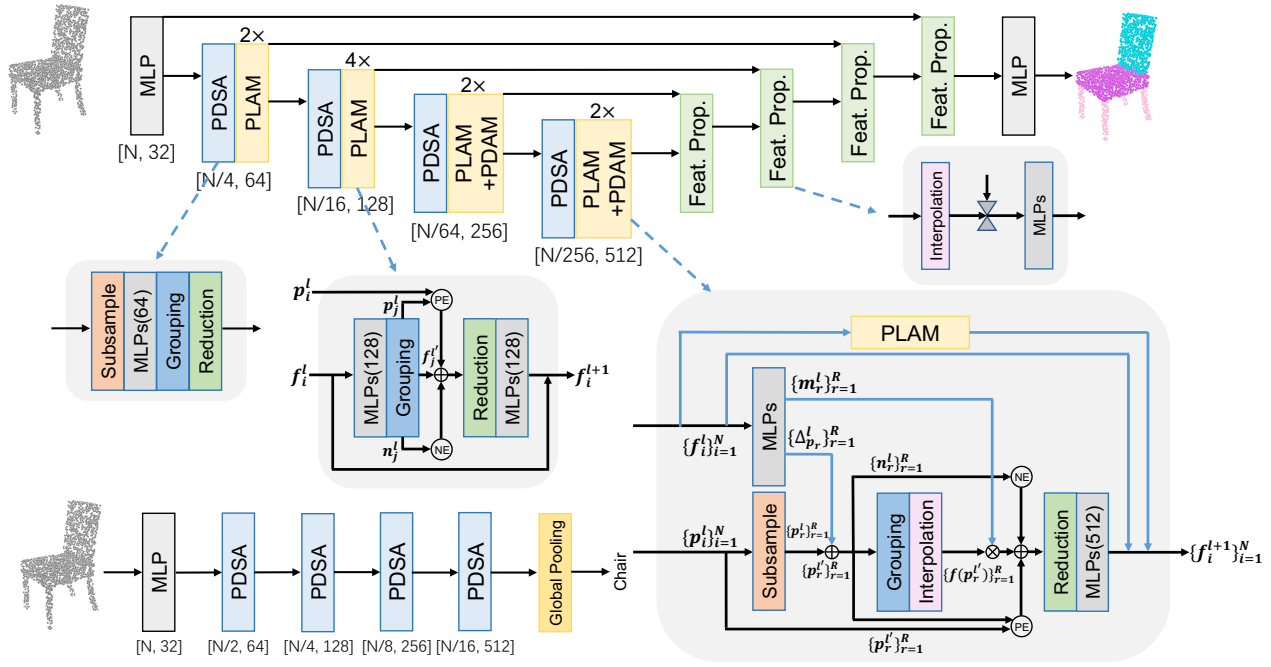 MLP
[N, 32]
PDSA
PLAM
2×
[N/4, 64]
PDSA
PLAM
4×
[N/16, 128]
PDSA
PLAM
+PDAM
2×
[N/64, 256]
PDSA
PLAM
+PDAM
2×
[N/256, 512]
Feat. Prop.
Feat. Prop.
Feat. Prop.
Feat. Prop.
MLP
Interpolation
MLPs
Subsample
MLPs(64)
Grouping
Reduction
p_i^l
p_j^l
PE
f_j^{l'}
f_i^l
MLPs(128)
Grouping
Reduction
MLPs(128)
f_i^{l+1}
n_j^l
NE
PLAM
{m_r^l}_{r=1}^R
MLPs
{f_i^l}_{i=1}^N
{Δ_{p_r}^l}_{r=1}^R
{n_r^l}_{r=1}^R
NE
{p_i^l}_{i=1}^N
Subsample
{p_r^l}_{r=1}^R
{p_r^{l'}}_{r=1}^R
Grouping
Interpolation
{f(p_r^{l'})}_{r=1}^R
Reduction
MLPs(512)
{f_i^{l+1}}_{i=1}^N
PE
{p_r^{l'}}_{r=1}^R
MLP
[N, 32]
PDSA
[N/2, 64]
PDSA
[N/4, 128]
PDSA
[N/8, 256]
PDSA
[N/16, 512]
Global Pooling
Chair